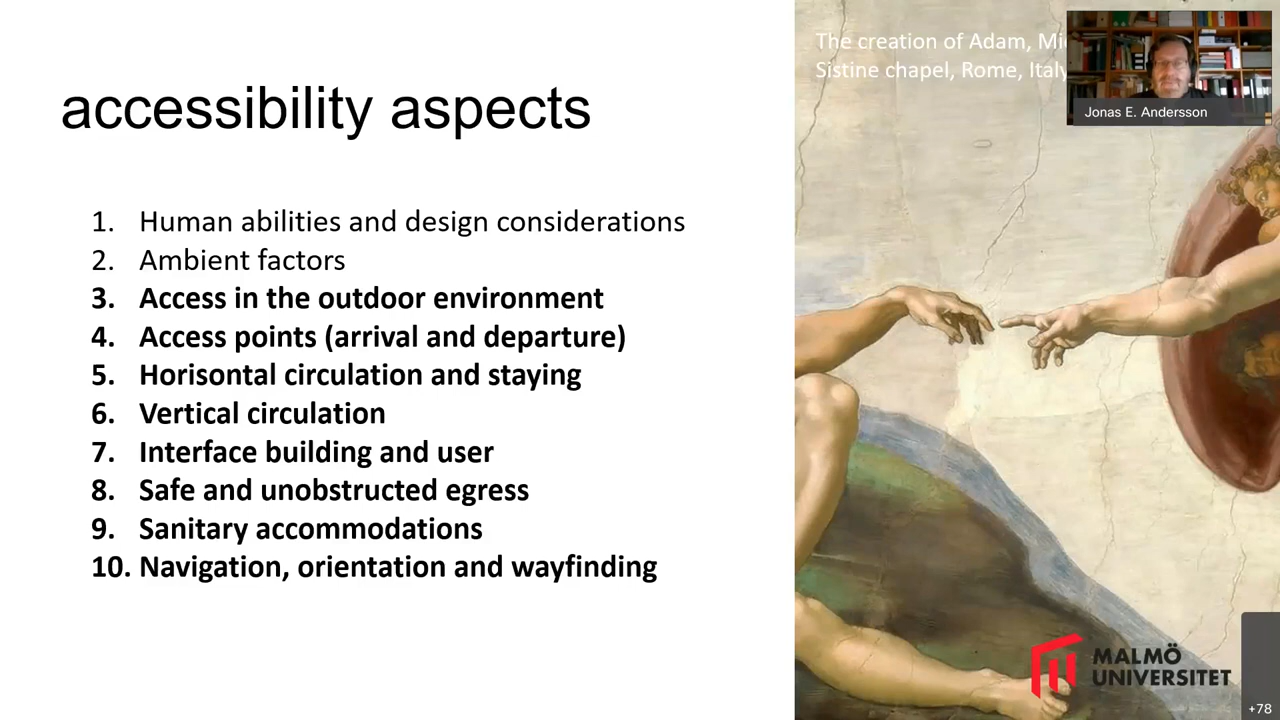 accessibility aspects
1. Human abilities and design considerations
2. Ambient factors
3. Access in the outdoor environment
4. Access points (arrival and departure)
5. Horisontal circulation and staying
6. Vertical circulation
7. Interface building and user
8. Safe and unobstructed egress
9. Sanitary accommodations
10. Navigation, orientation and wayfinding
The creation of Adam,
Sistine chapel, Rome, Italy
Jonas E. Andersson
MALMÖ
UNIVERSITET
+78